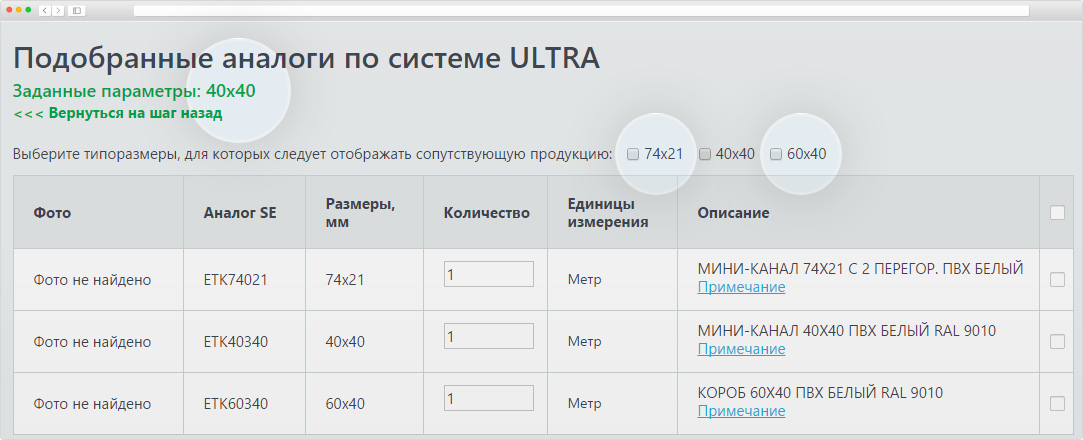 Подобранные аналоги по системе ULTRA
Заданные параметры: 40x40
<<< Вернуться на шаг назад
Выберите типоразмеры, для которых следует отображать сопутствующую продукцию: 74x21 40x40 60x40
Фото Аналог SE Размеры, мм Количество Единицы измерения Описание
Фото не найдено ETK74021 74x21 1 Метр МИНИ-КАНАЛ 74X21 С 2 ПЕРЕГОР. ПВХ БЕЛЫЙ
Примечание
Фото не найдено ETK40340 40x40 1 Метр МИНИ-КАНАЛ 40X40 ПВХ БЕЛЫЙ RAL 9010
Примечание
Фото не найдено ETK60340 60x40 1 Метр КОРОБ 60X40 ПВХ БЕЛЫЙ RAL 9010
Примечание